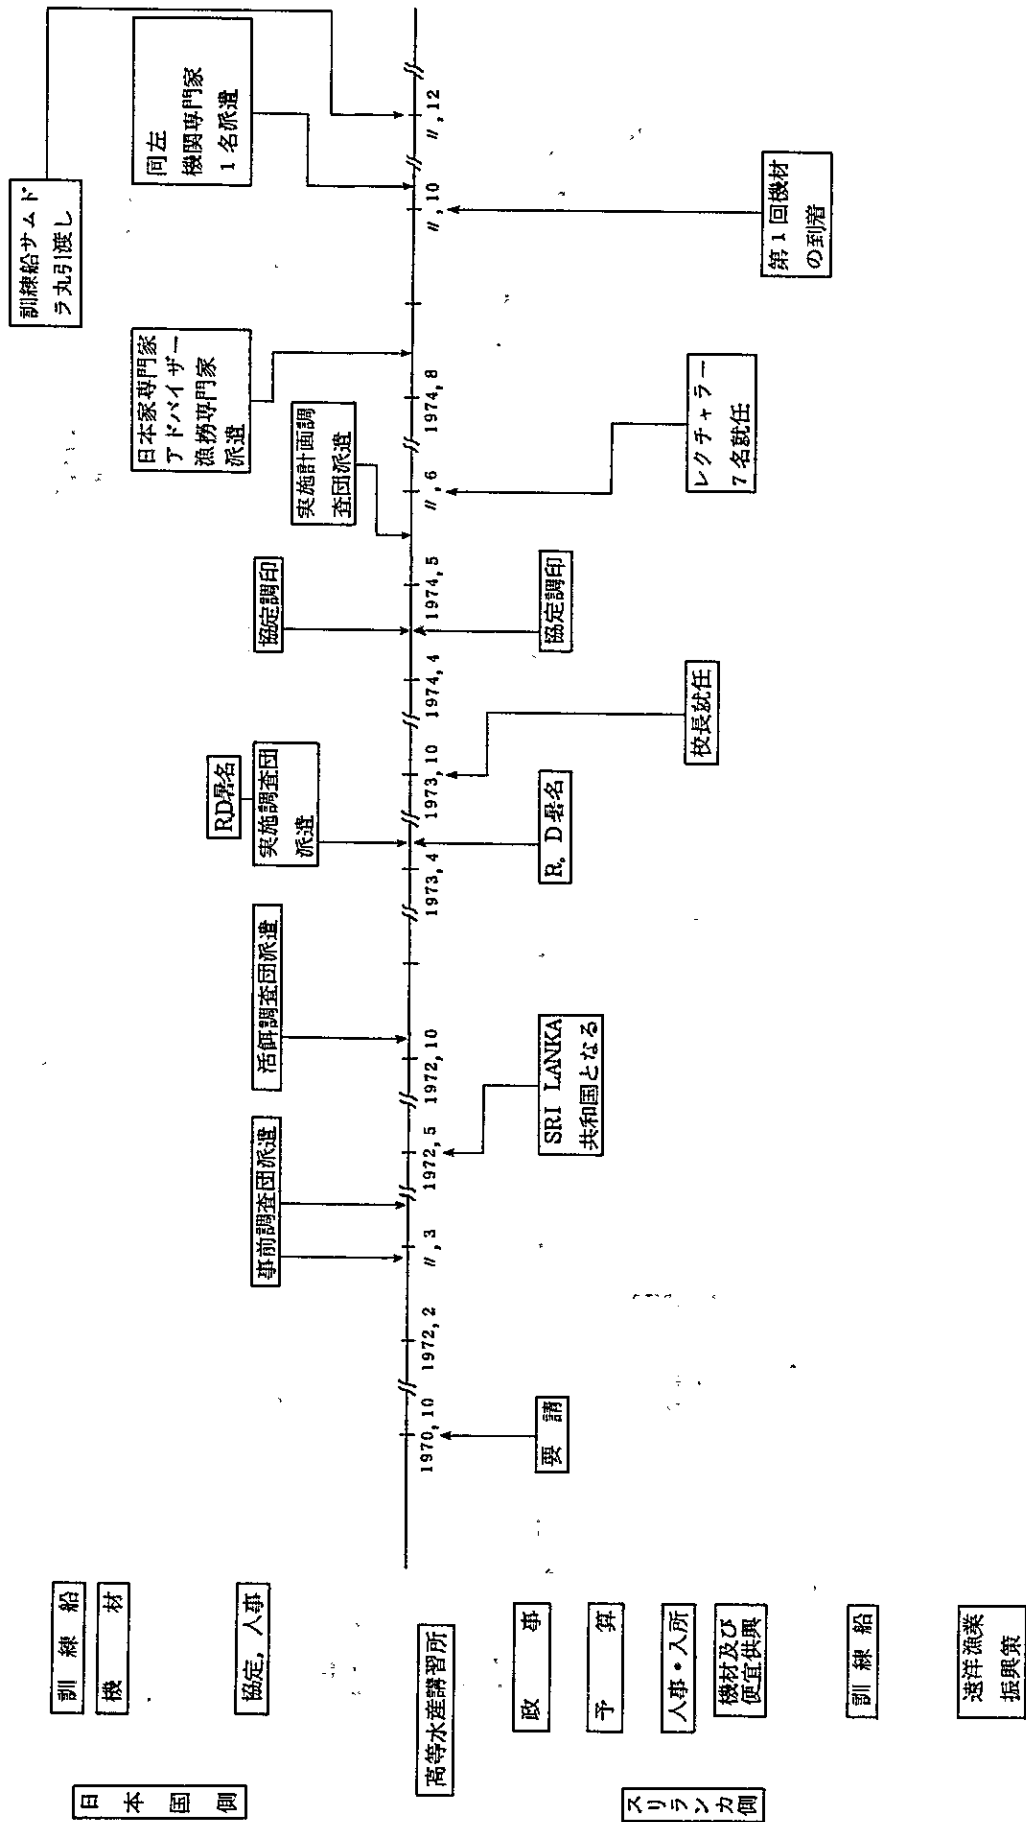 日本国側
訓練船
機材
協定，人事
訓練船サムド
ラ丸引渡し
同左
機関専門家
1名派遣
日本家専門家
アドバイザー
漁撈専門家
派遣
実施計画調
査団派遣
協定調印
RD署名
実施調査団
派遣
活餌調査団派遣
事前調査団派遣
高等水産講習所
1970,10
1972,2
〃,3
1972,5
1972,10
1973,4
1973,10
1974,4
1974,5
〃,6
1974,8
〃,10
〃,12
スリランカ側
政事
予算
人事・入所
機材及び
便宜供與
訓練船
遠洋漁業
振興策
要請
SRI LANKA
共和国となる
R. D署名
協定調印
校長就任
レクチャラー
7名就任
第1回機材
の到着